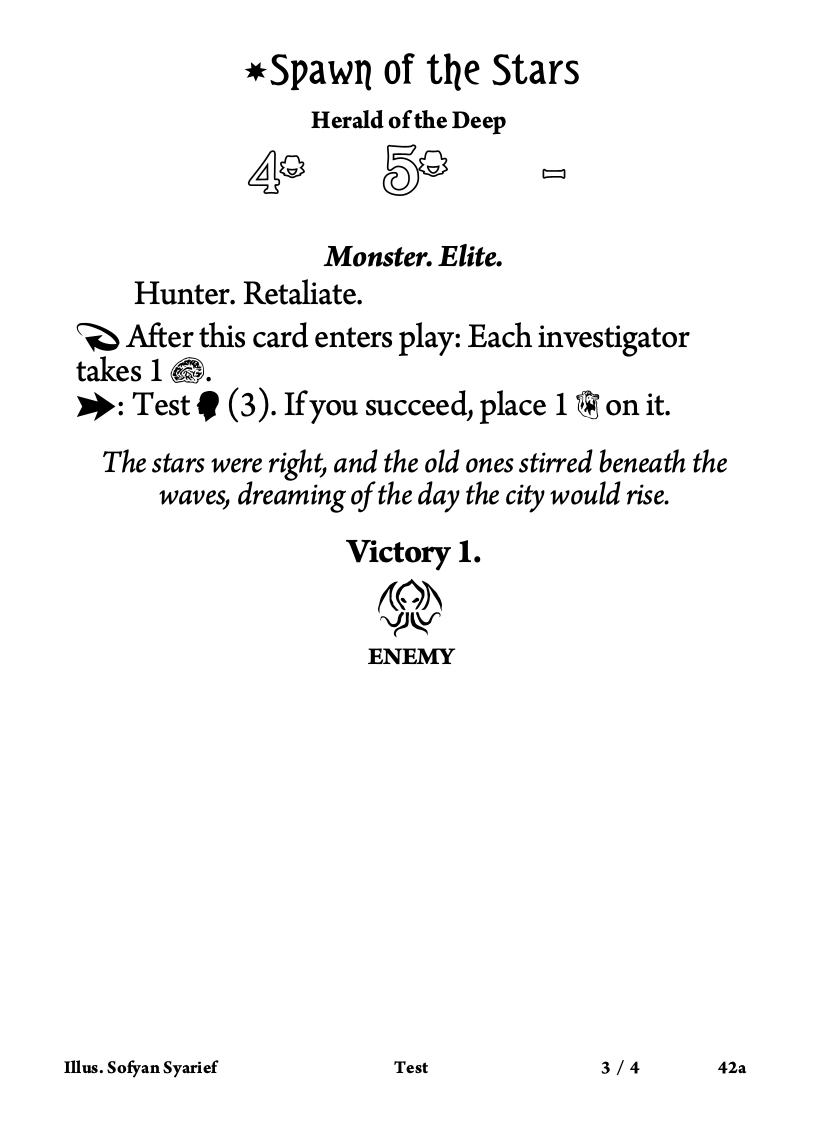 Spawn of the Stars
Herald of the Deep
4 5 –
Monster. Elite.
Hunter. Retaliate.
After this card enters play: Each investigator
takes 1 .
: Test (3). If you succeed, place 1 on it.
The stars were right, and the old ones stirred beneath the
waves, dreaming of the day the city would rise.
Victory 1.
ENEMY
Illus. Sofyan Syarief Test 3 / 4 42a